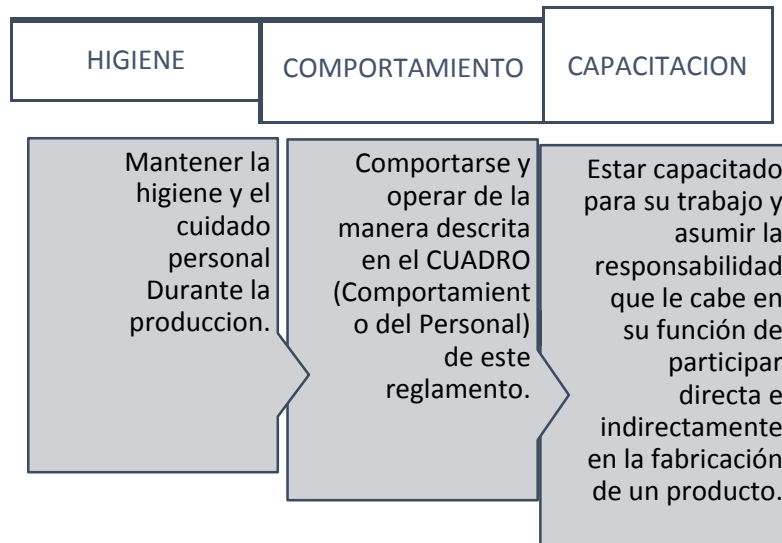 HIGIENE
Mantener la
higiene y el
cuidado
personal
Durante la
produccion.
COMPORTAMIENTO
Comportarse y
operar de la
manera descrita
en el CUADRO
(Comportamient
o del Personal)
de este
reglamento.
CAPACITACION
Estar capacitado
para su trabajo y
asumir la
responsabilidad
que le cabe en
su función de
participar
directa e
indirectamente
en la fabricación
de un producto.